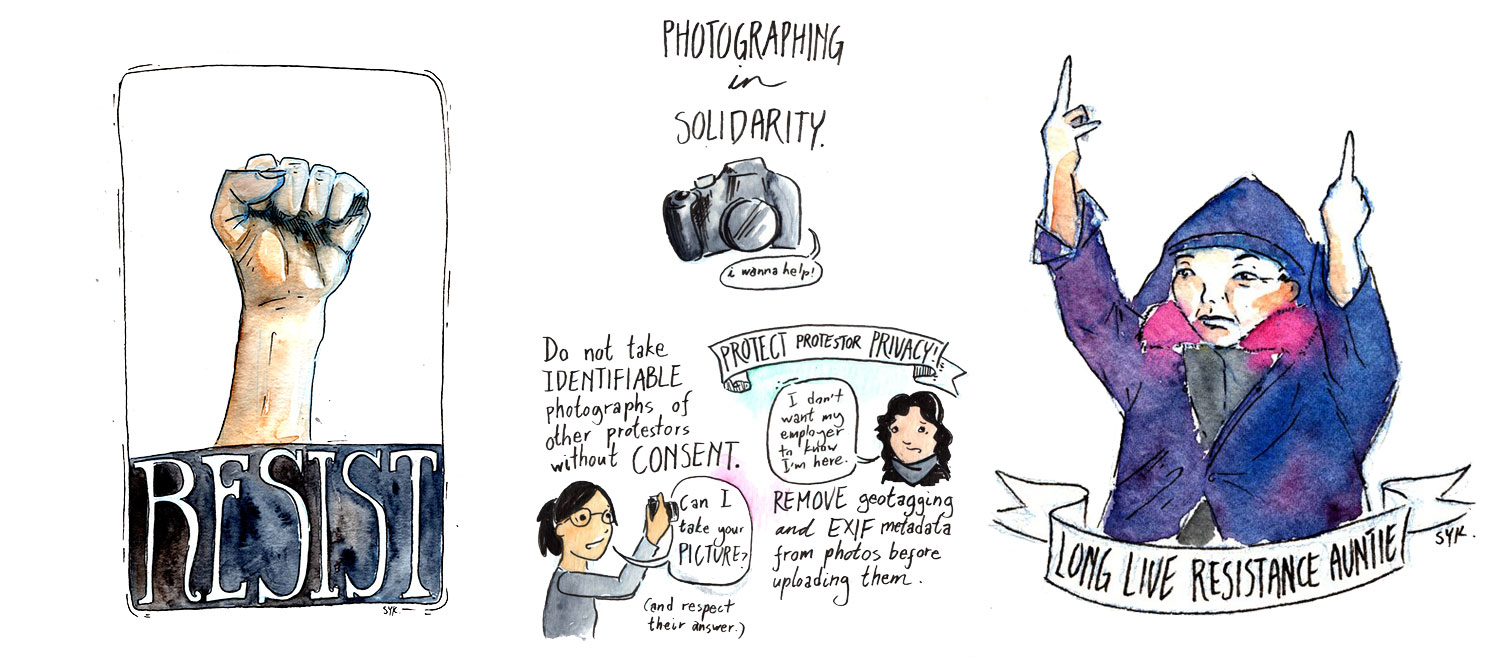 RESIST
SYK.
PHOTOGRAPHING
in
SOLIDARITY.
i wanna help!
Do not take
IDENTIFIABLE
photographs of
other protestors
without CONSENT.
Can I
take your
PICTURE?
(and respect
their answer.)
PROTECT PROTESTOR PRIVACY!
I don't
want my
employer
to know
I'm here.
REMOVE geotagging
and EXIF metadata
from photos before
uploading them.
LONG LIVE RESISTANCE AUNTIE
SYK.